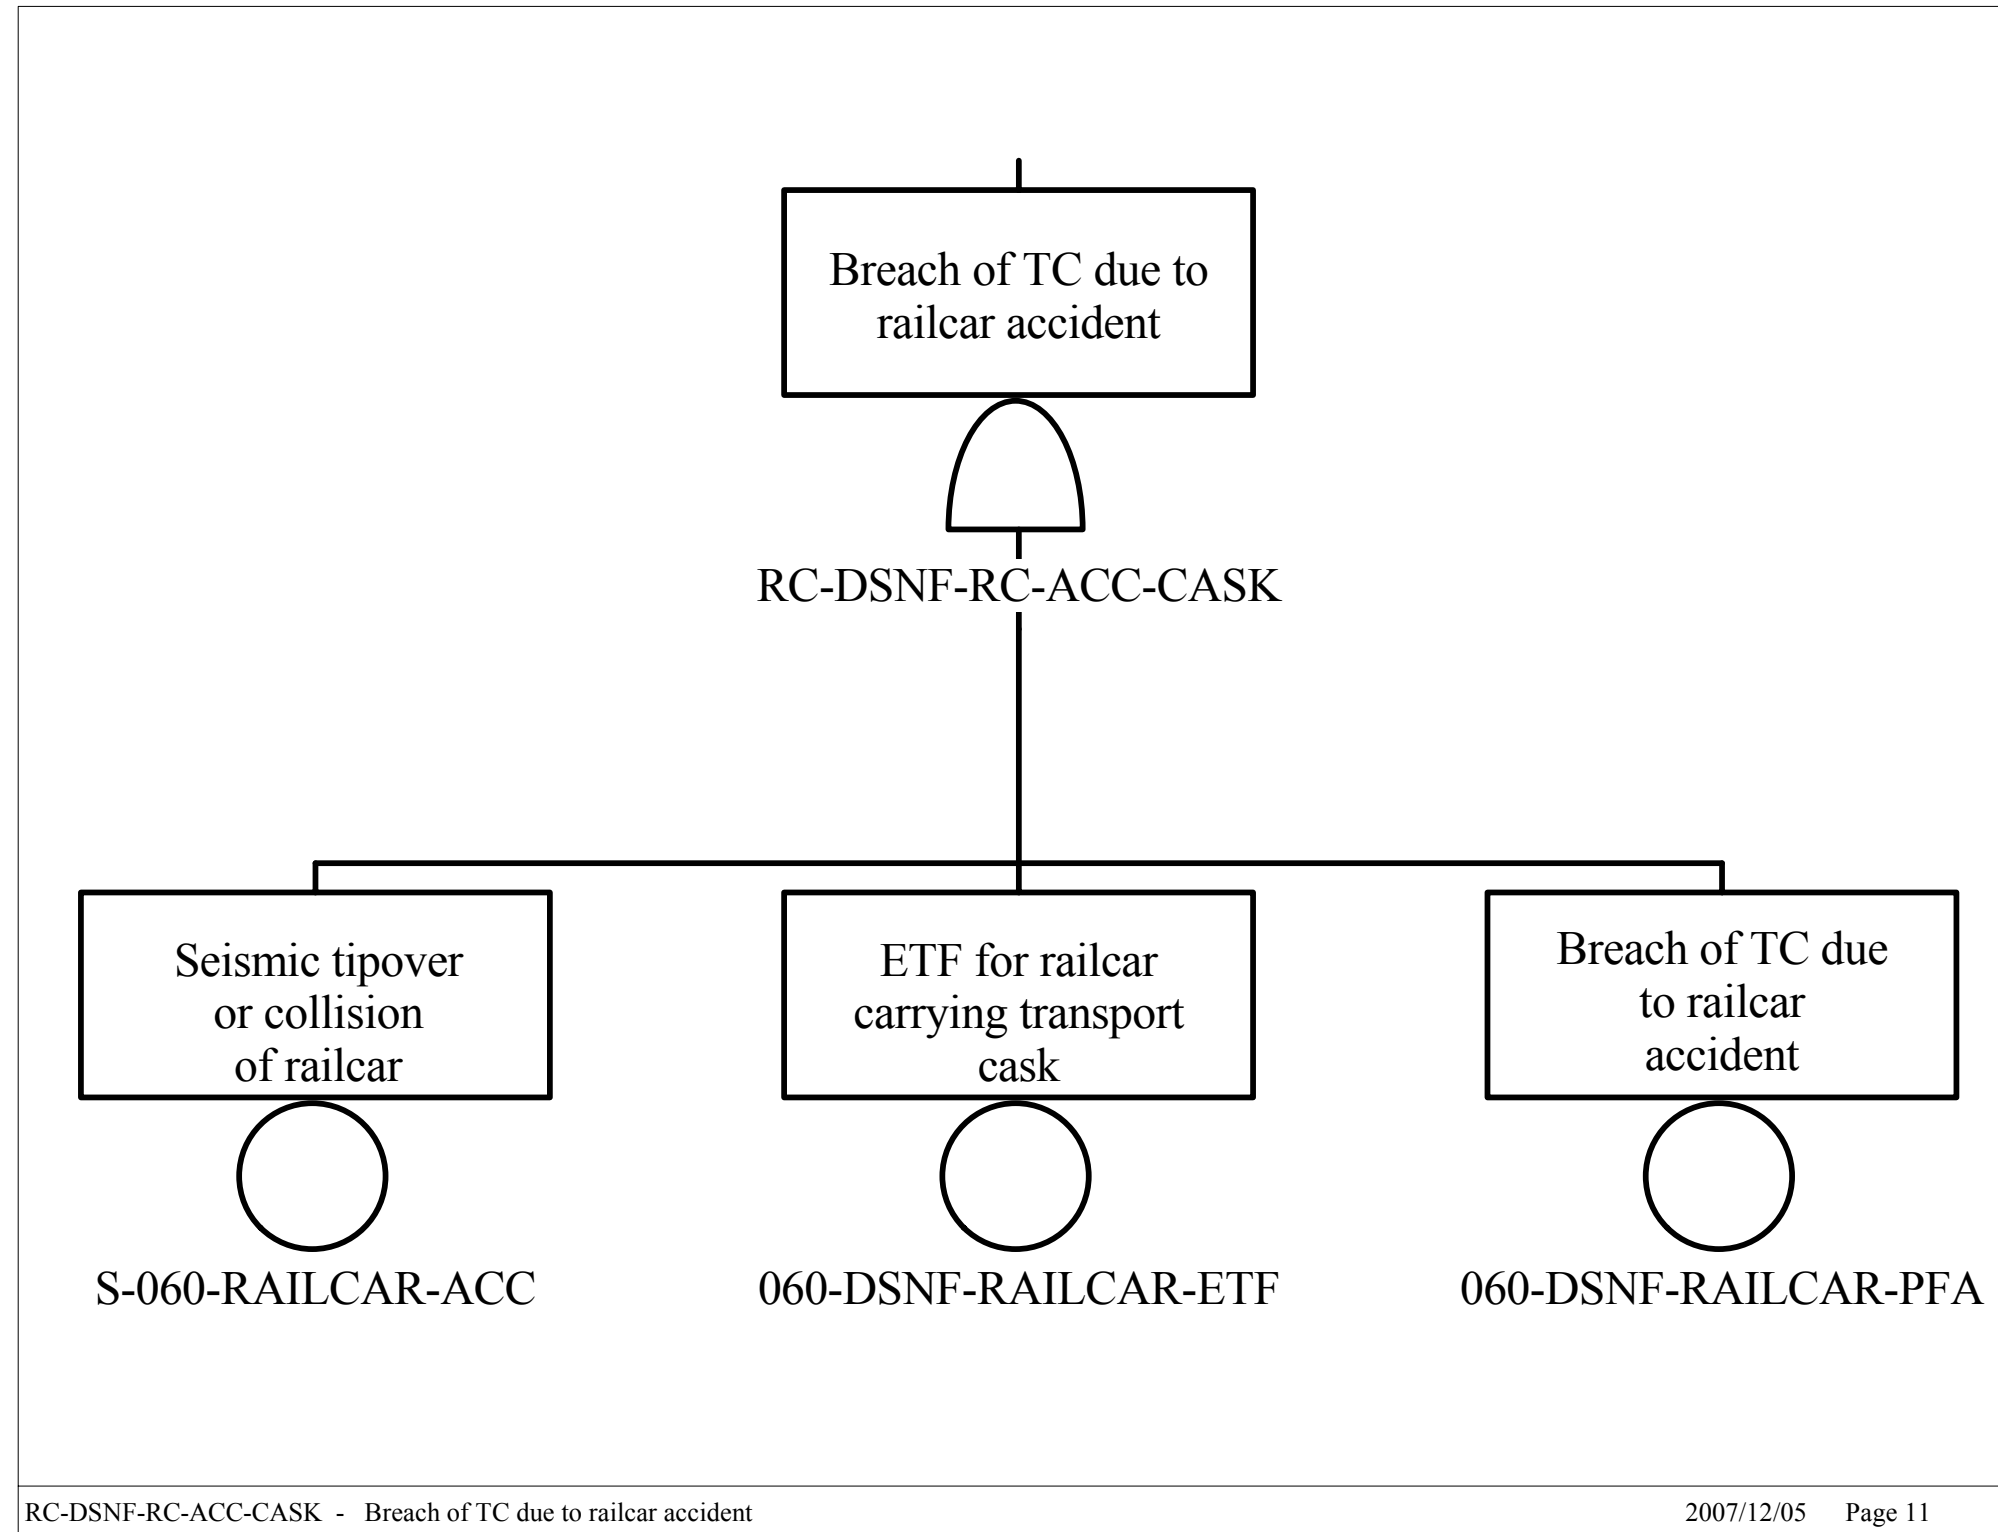 Breach of TC due to
railcar accident
RC-DSNF-RC-ACC-CASK
Seismic tipover
or collision
of railcar
S-060-RAILCAR-ACC
ETF for railcar
carrying transport
cask
060-DSNF-RAILCAR-ETF
Breach of TC due
to railcar
accident
060-DSNF-RAILCAR-PFA
RC-DSNF-RC-ACC-CASK - Breach of TC due to railcar accident
2007/12/05 Page 11